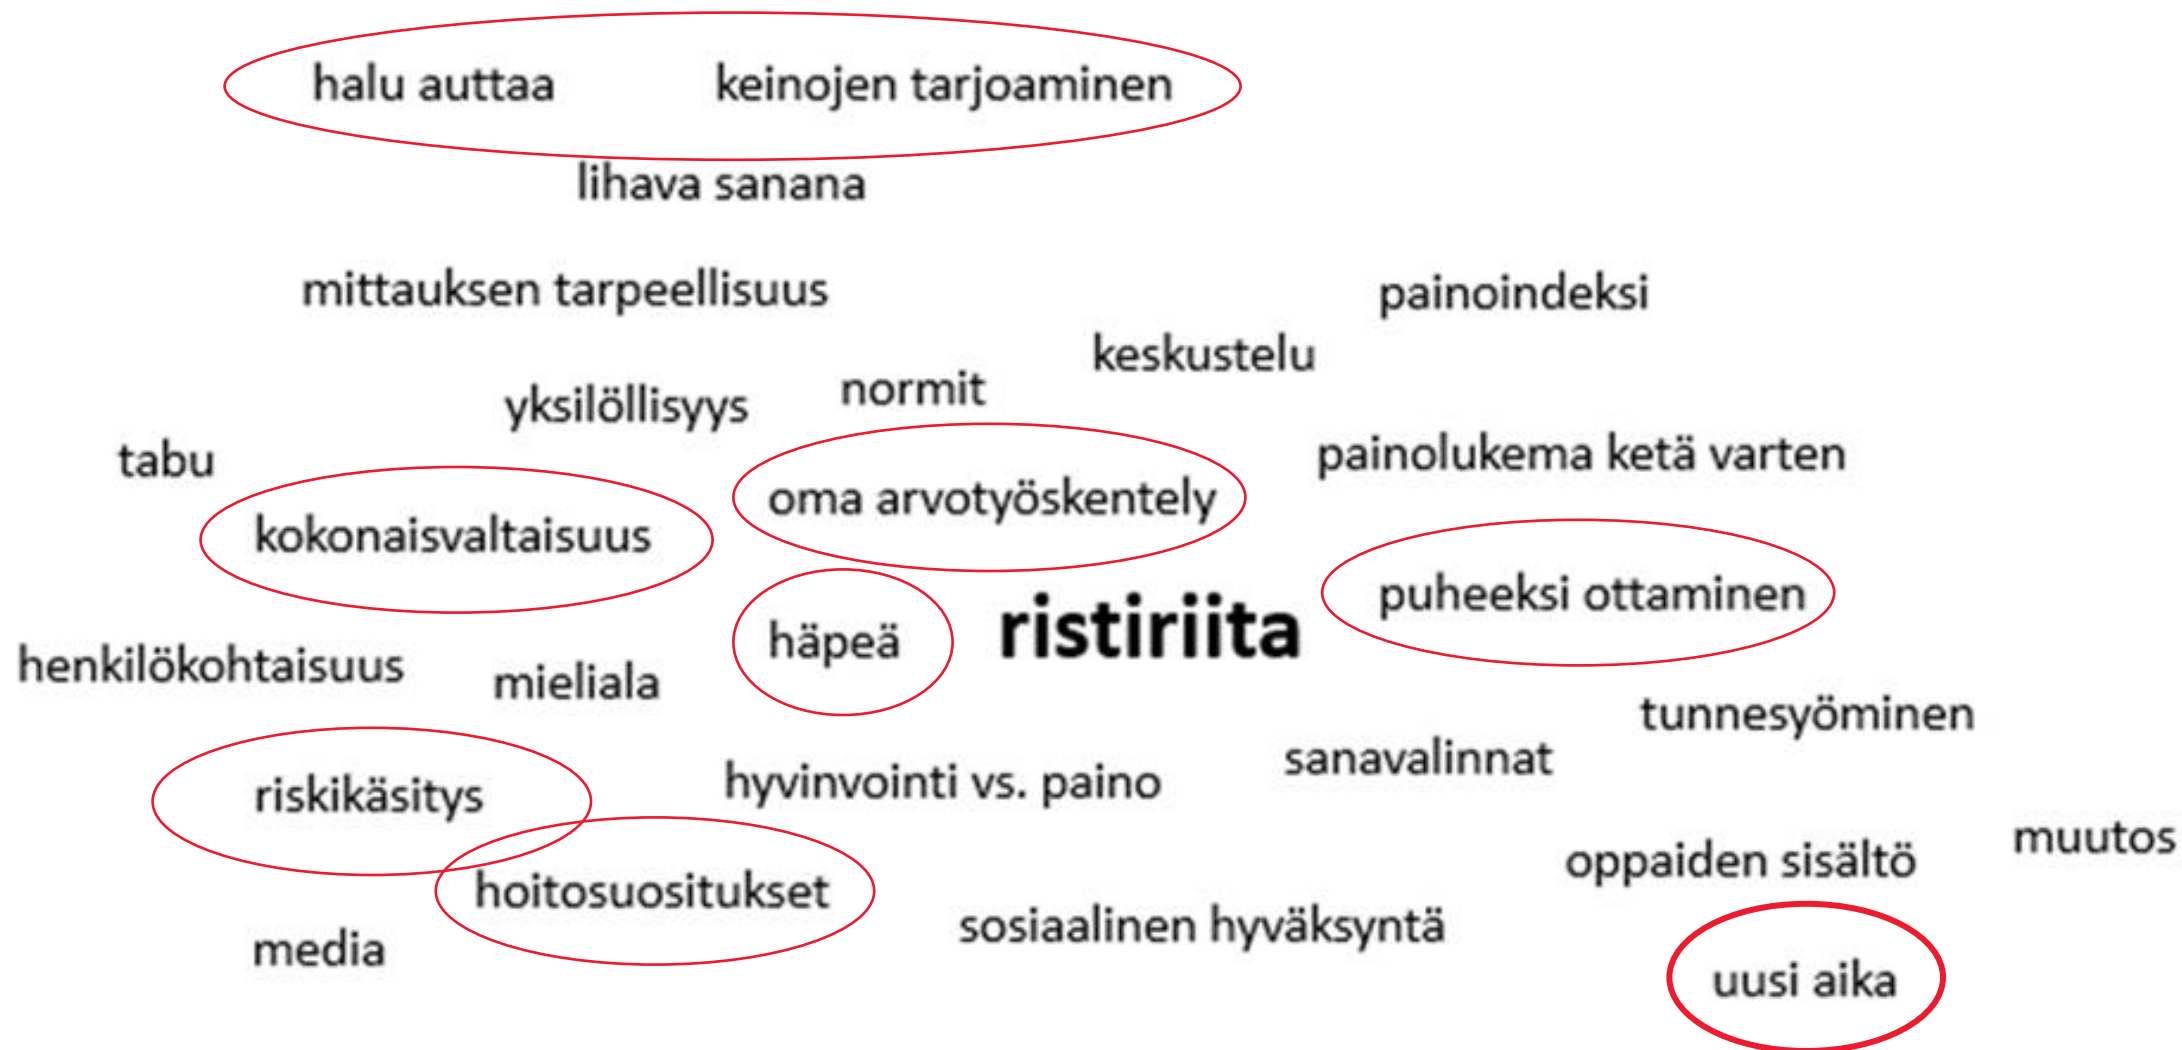 halu auttaa
keinojen tarjoaminen
lihava sanana
mittauksen tarpeellisuus
painoindeksi
keskustelu
normit
yksilöllisyys
tabu
painolukema ketä varten
oma arvotyöskentely
kokonaisvaltaisuus
puheeksi ottaminen
häpeä
ristiriita
henkilökohtaisuus
mieliala
tunnesyöminen
sanavalinnat
hyvinvointi vs. paino
riskikäsitys
muutos
oppaiden sisältö
hoitosuositukset
sosiaalinen hyväksyntä
media
uusi aika